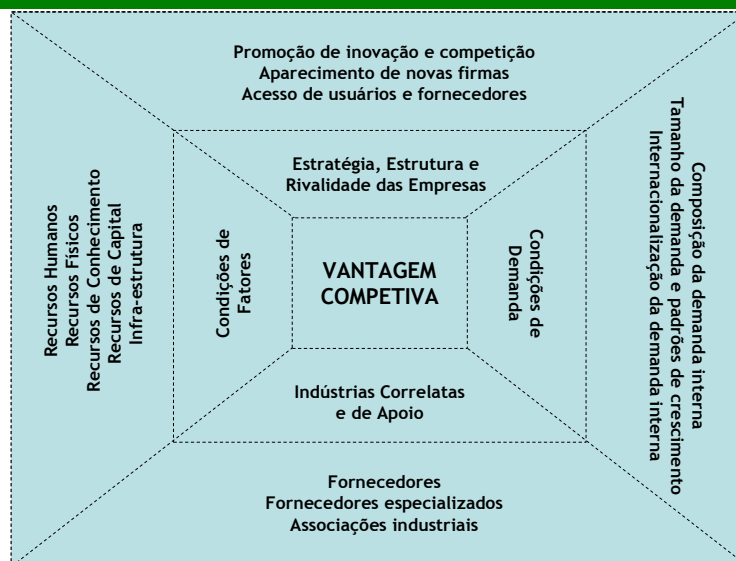 Promoção de inovação e competição
Aparecimento de novas firmas
Acesso de usuários e fornecedores
Estratégia, Estrutura e
Rivalidade das Empresas
Recursos Humanos
Recursos Físicos
Recursos de Conhecimento
Recursos de Capital
Infra-estrutura
Condições de
Fatores
VANTAGEM
COMPETIVA
Condições de
Demanda
Composição da demanda interna
Tamanho da demanda e padrões de crescimento
Internacionalização da demanda interna
Indústrias Correlatas
e de Apoio
Fornecedores
Fornecedores especializados
Associações industriais